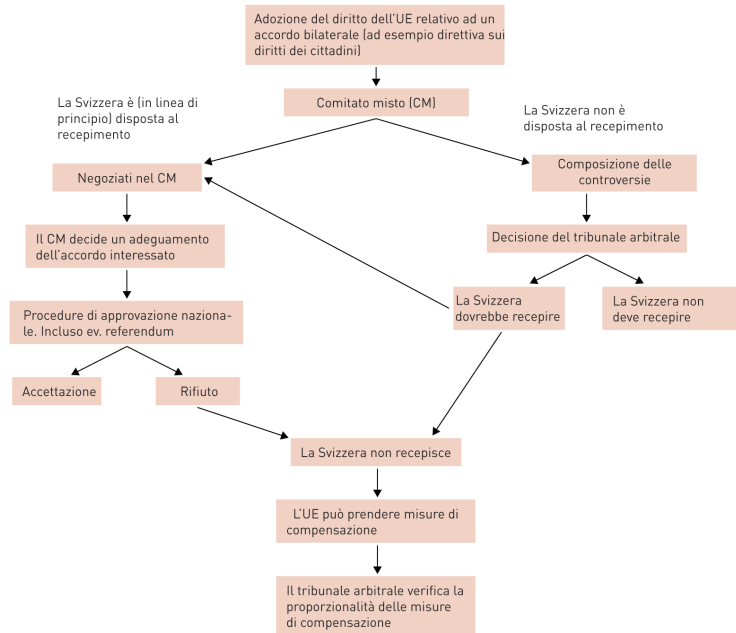 Adozione del diritto dell'UE relativo ad un
accordo bilaterale (ad esempio direttiva sui
diritti dei cittadini)
Comitato misto (CM)
La Svizzera è (in linea di
principio) disposta al
recepimento
La Svizzera non è
disposta al recepimento
Negoziati nel CM
Composizione delle
controversie
Il CM decide un adeguamento
dell'accordo interessato
Decisione del tribunale arbitrale
Procedure di approvazione naziona-
le. Incluso ev. referendum
La Svizzera
dovrebbe recepire
La Svizzera non
deve recepire
Accettazione
Rifiuto
La Svizzera non recepisce
L'UE può prendere misure di
compensazione
Il tribunale arbitrale verifica la
proporzionalità delle misure
di compensazione